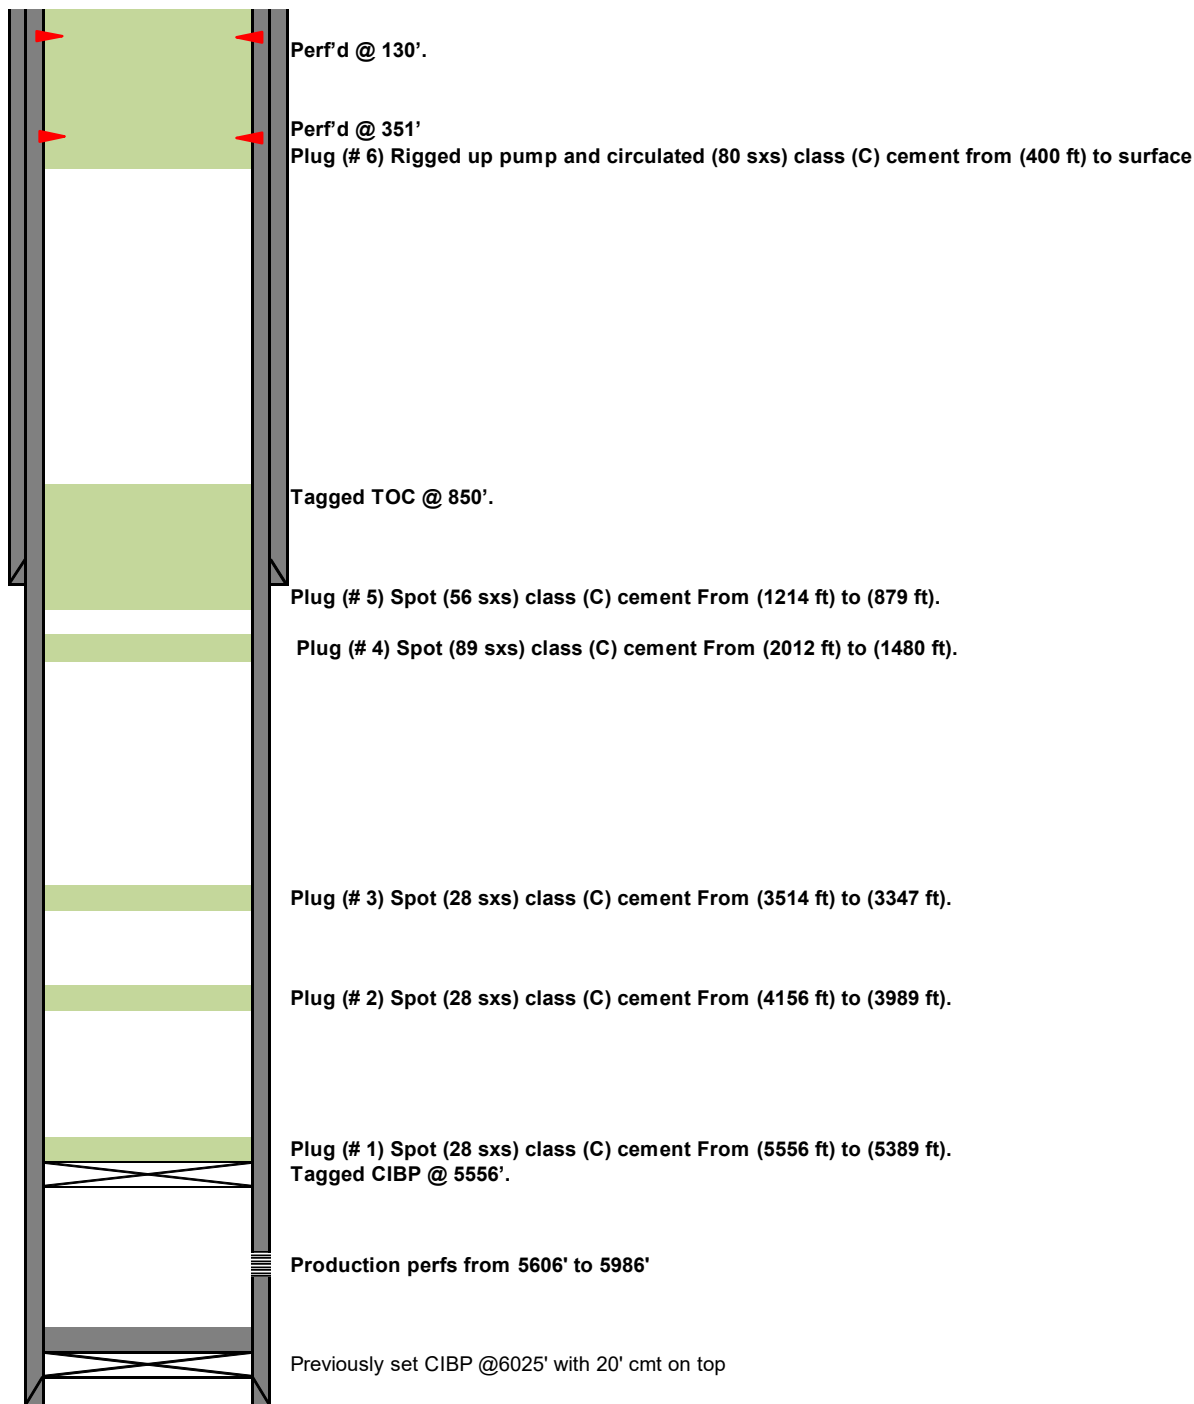 Perf’d @ 130’.
Perf’d @ 351’
Plug (# 6) Rigged up pump and circulated (80 sxs) class (C) cement from (400 ft) to surface
Tagged TOC @ 850’.
Plug (# 5) Spot (56 sxs) class (C) cement From (1214 ft) to (879 ft).
Plug (# 4) Spot (89 sxs) class (C) cement From (2012 ft) to (1480 ft).
Plug (# 3) Spot (28 sxs) class (C) cement From (3514 ft) to (3347 ft).
Plug (# 2) Spot (28 sxs) class (C) cement From (4156 ft) to (3989 ft).
Plug (# 1) Spot (28 sxs) class (C) cement From (5556 ft) to (5389 ft).
Tagged CIBP @ 5556’.
Production perfs from 5606' to 5986'
Previously set CIBP @6025' with 20' cmt on top